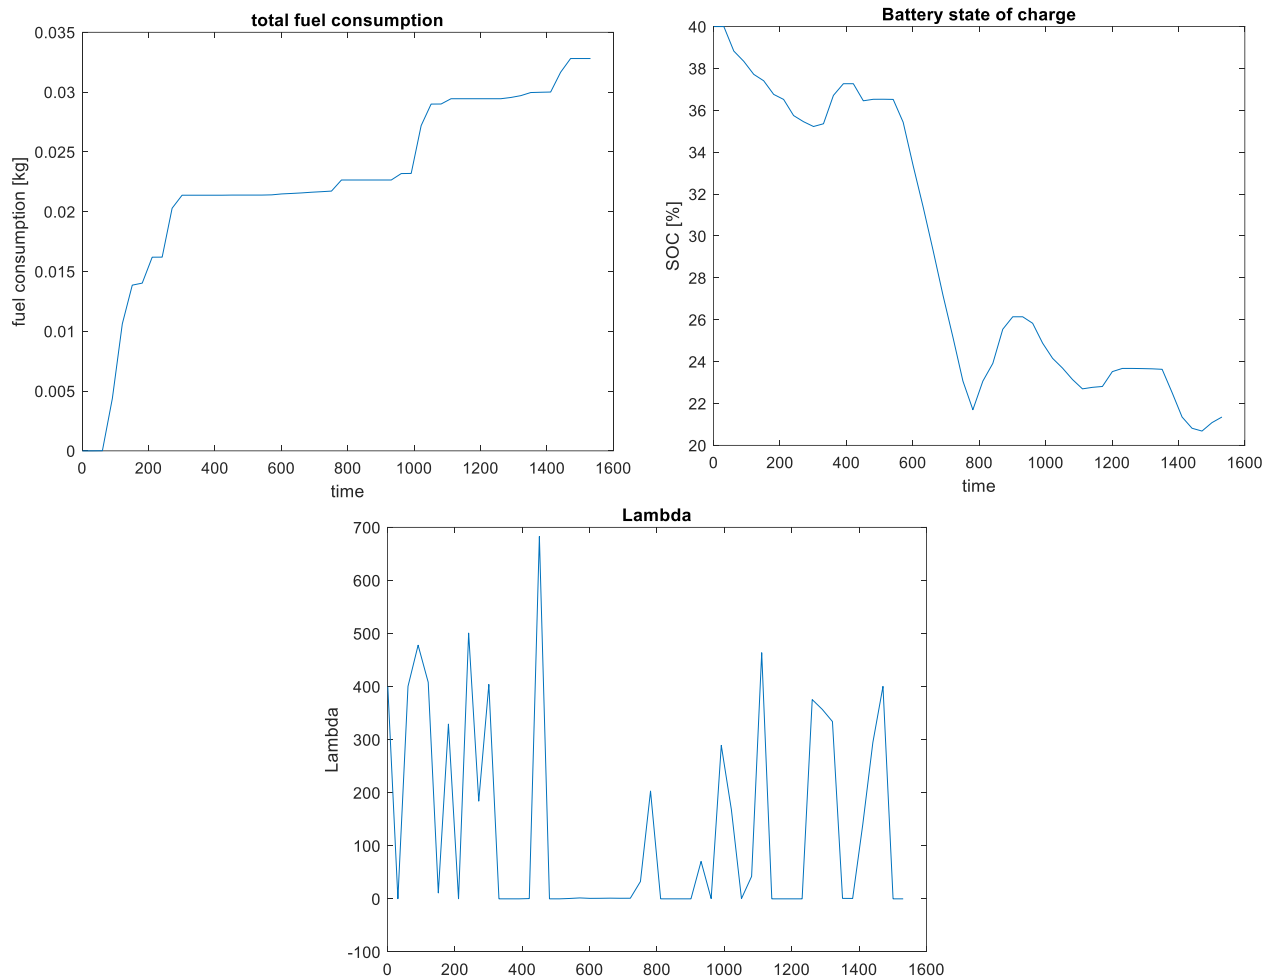 total fuel consumption
0.035
0.03
0.025
0.02
0.015
0.01
0.005
0
fuel consumption [kg]
0 200 400 600 800 1000 1200 1400 1600
time
Battery state of charge
40
38
36
34
32
30
28
26
24
22
20
SOC [%]
0 200 400 600 800 1000 1200 1400 1600
time
Lambda
700
600
500
400
300
200
100
0
-100
Lambda
0 200 400 600 800 1000 1200 1400 1600